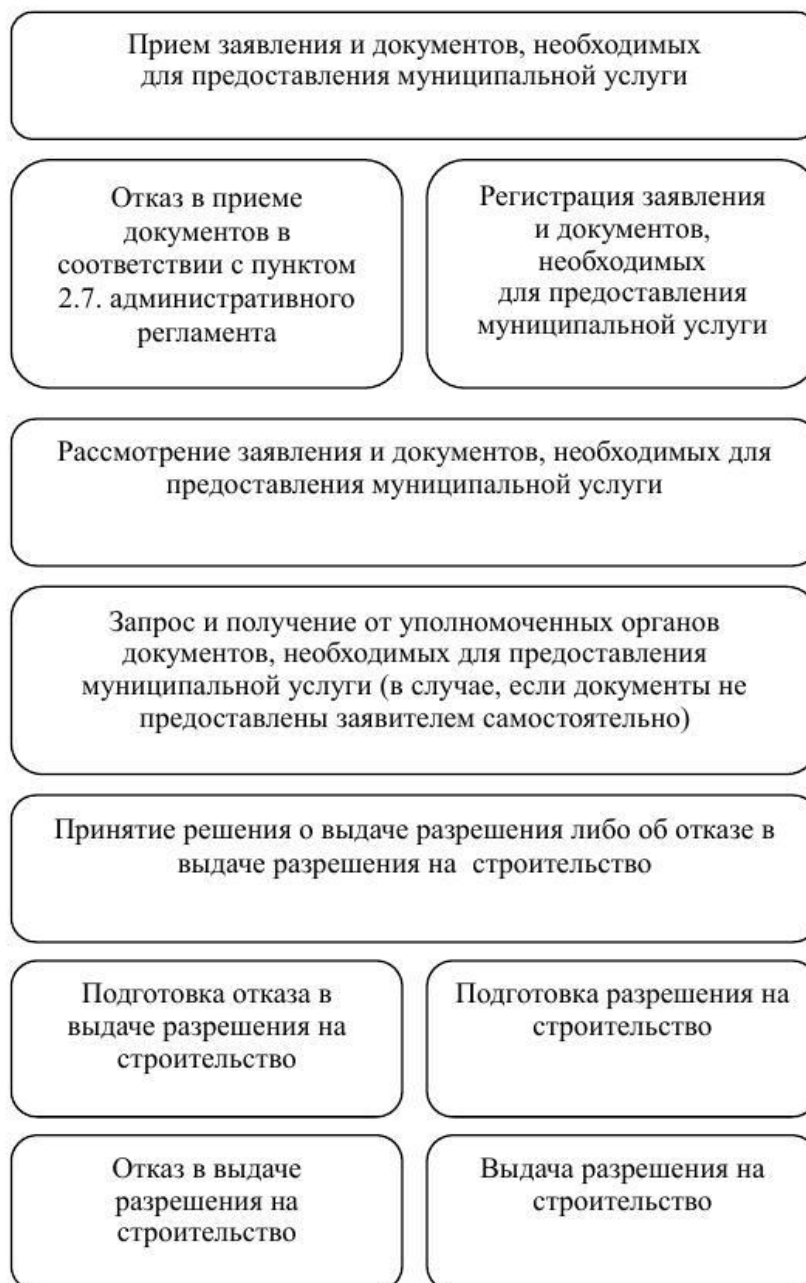 Прием заявления и документов, необходимых
для предоставления муниципальной услуги
Отказ в приеме
документов в
соответствии с пунктом
2.7. административного
регламента
Регистрация заявления
и документов,
необходимых
для предоставления
муниципальной услуги
Рассмотрение заявления и документов, необходимых для
предоставления муниципальной услуги
Запрос и получение от уполномоченных органов
документов, необходимых для предоставления
муниципальной услуги (в случае, если документы не
предоставлены заявителем самостоятельно)
Принятие решения о выдаче разрешения либо об отказе в
выдаче разрешения на строительство
Подготовка отказа в
выдаче разрешения на
строительство
Подготовка разрешения на
строительство
Отказ в выдаче
разрешения на
строительство
Выдача разрешения на
строительство